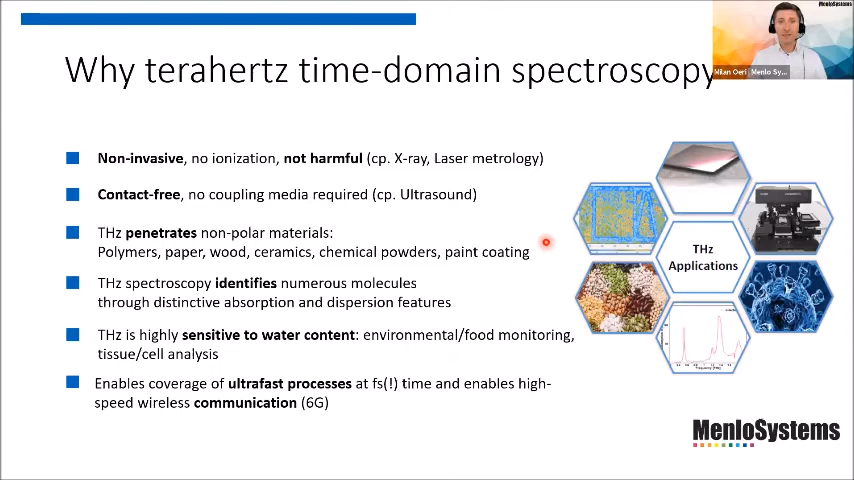 MenloSystems
Why terahertz time-domain spectroscopy
Milan Oeri Menlo Sy...
Non-invasive, no ionization, not harmful (cp. X-ray, Laser metrology)
Contact-free, no coupling media required (cp. Ultrasound)
THz penetrates non-polar materials:
Polymers, paper, wood, ceramics, chemical powders, paint coating
THz spectroscopy identifies numerous molecules
through distinctive absorption and dispersion features
THz is highly sensitive to water content: environmental/food monitoring,
tissue/cell analysis
Enables coverage of ultrafast processes at fs(!) time and enables high-
speed wireless communication (6G)
THz
Applications
MenloSystems